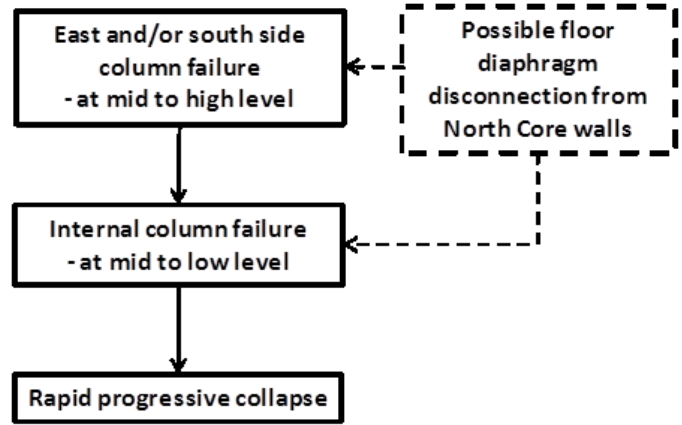 East and/or south side
column failure
- at mid to high level
Possible floor
diaphragm
disconnection from
North Core walls
Internal column failure
- at mid to low level
Rapid progressive collapse